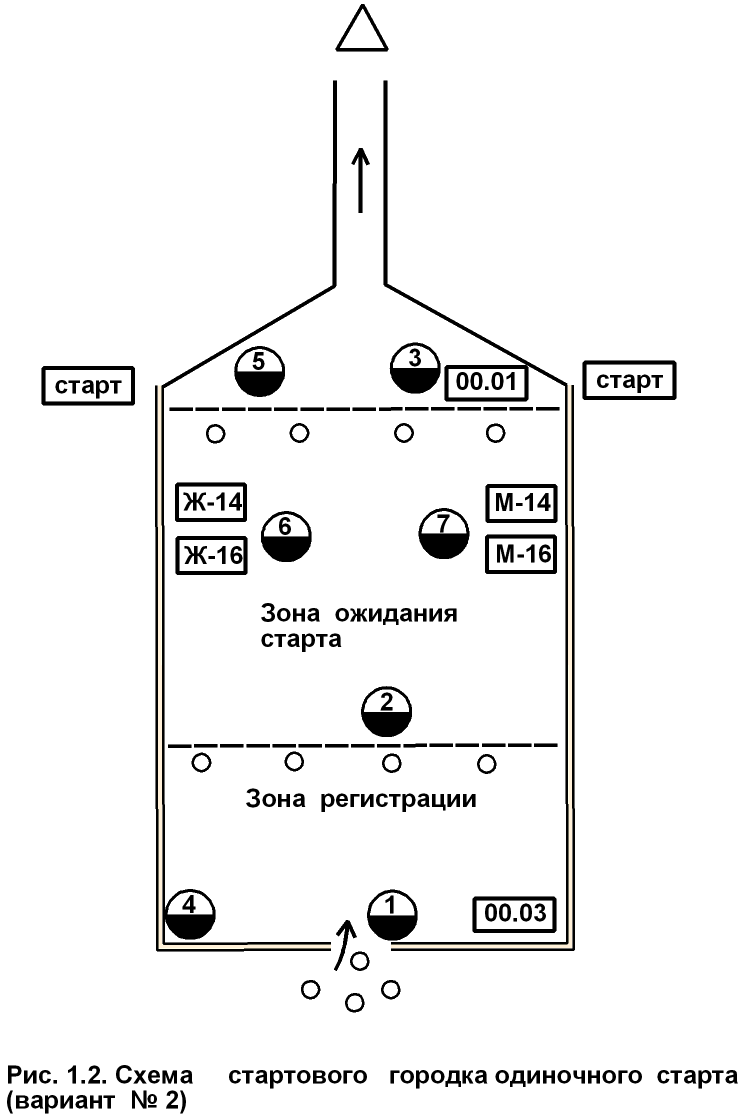 5 3
старт 00.01 старт
Ж-14 М-14
6 7
Ж-16 М-16
Зона ожидания
старта
2
Зона регистрации
4 1 00.03
Рис. 1.2. Схема стартового городка одиночного старта
(вариант № 2)